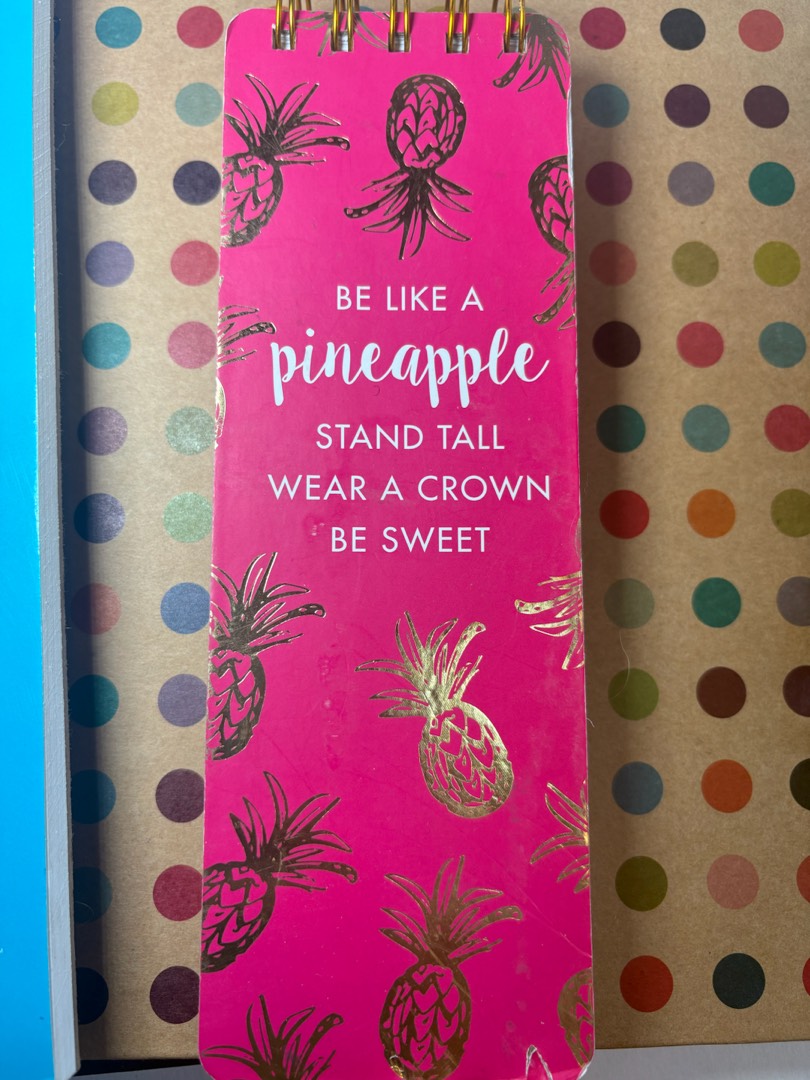 BE LIKE A
pineapple
STAND TALL
WEAR A CROWN
BE SWEET